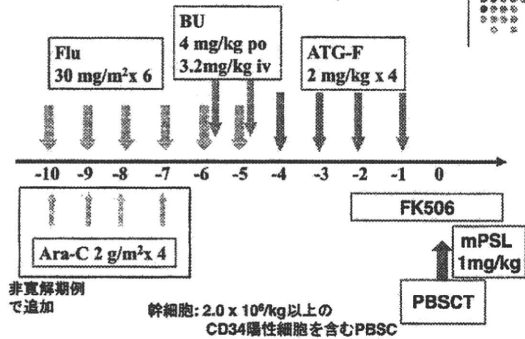 BU
4 mg/kg po
3.2mg/kg iv
Flu
30 mg/m²x 6
ATG-F
2 mg/kg x 4
-10 -9 -8 -7 -6 -5 -4 -3 -2 -1 0
FK506
Ara-C 2 g/m²x 4
mPSL
1mg/kg
PBSCT
非寛解期例
で追加
幹細胞: 2.0 x 10⁶/kg以上の
CD34陽性細胞を含むPBSC